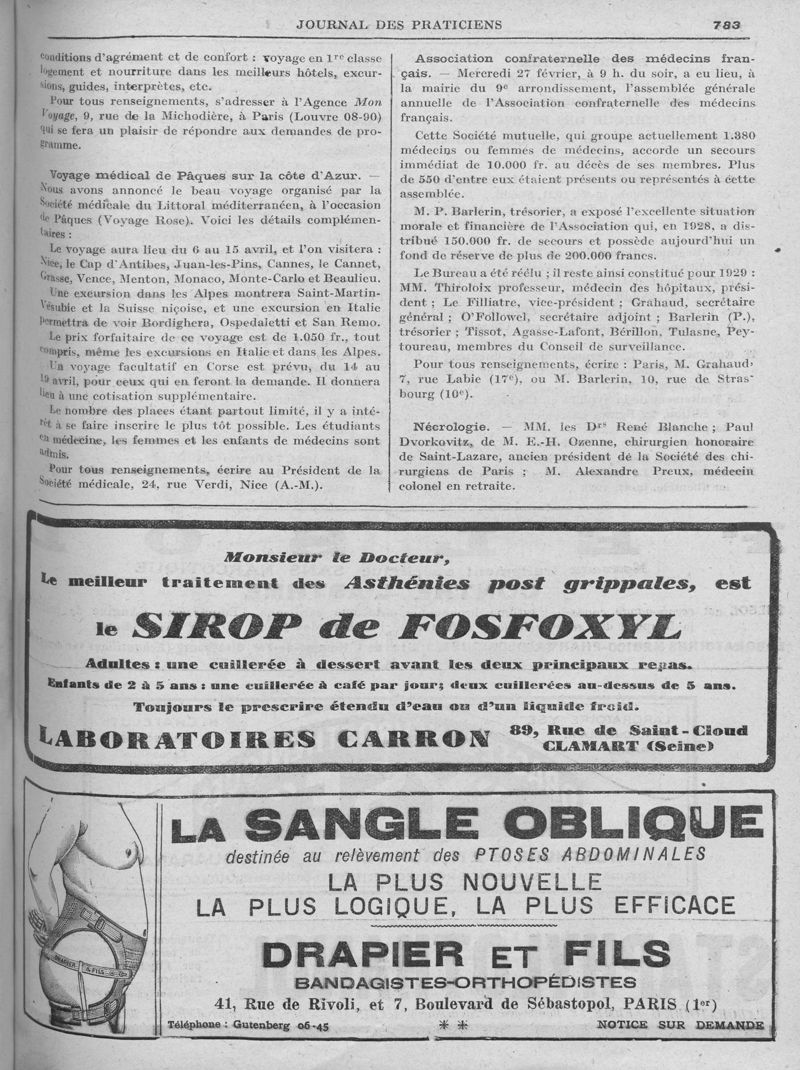 JOURNAL DES PRATICIENS 783
conditions d'agrément et de confort : voyage en 1re classe
logement et nourriture dans les meilleurs hôtels, excur-
sions, guides, interprètes, etc.
Pour tous renseignements, s'adresser à l'Agence Mon
Voyage, 9, rue de la Michodière, à Paris (Louvre 08-90)
qui se fera un plaisir de répondre aux demandes de pro-
gramme.
Voyage médical de Pâques sur la côte d'Azur. —
Nous avons annoncé le beau voyage organisé par la
Société médicale du Littoral méditerranéen, à l'occasion
de Pâques (Voyage Rose). Voici les détails complémen-
taires :
Le voyage aura lieu du 6 au 15 avril, et l'on visitera :
Nice, le Cap d'Antibes, Juan-les-Pins, Cannes, le Cannet,
Grasse, Vence, Menton, Monaco, Monte-Carlo et Beaulieu.
Une excursion dans les Alpes montrera Saint-Martin-
Vésubie et la Suisse niçoise, et une excursion en Italie
permettra de voir Bordighera, Ospedaletti et San Remo.
Le prix forfaitaire de ce voyage est de 1.050 fr., tout
compris, même les excursions en Italie et dans les Alpes.
Un voyage facultatif en Corse est prévu, du 14 au
19 avril, pour ceux qui en feront la demande. Il donnera
lieu à une cotisation supplémentaire.
Le nombre des places étant partout limité, il y a inté-
rêt à se faire inscrire le plus tôt possible. Les étudiants
en médecine, les femmes et les enfants de médecins sont
admis.
Pour tous renseignements, écrire au Président de la
Société médicale, 24, rue Verdi, Nice (A.-M.).
Association confraternelle des médecins fran-
çais. — Mercredi 27 février, à 9 h. du soir, a eu lieu, à
la mairie du 9e arrondissement, l'assemblée générale
annuelle de l'Association confraternelle des médecins
français.
Cette Société mutuelle, qui groupe actuellement 1.380
médecins ou femmes de médecins, accorde un secours
immédiat de 10.000 fr. au décès de ses membres. Plus
de 550 d'entre eux étaient présents ou représentés à cette
assemblée.
M. P. Barlerin, trésorier, a exposé l'excellente situation
morale et financière de l'Association qui, en 1928, a dis-
tribué 150.000 fr. de secours et possède aujourd'hui un
fond de réserve de plus de 200.000 francs.
Le Bureau a été réélu ; il reste ainsi constitué pour 1929 :
MM. Thiroloix professeur, médecin des hôpitaux, prési-
dent ; Le Filliatre, vice-président ; Grahaud, secrétaire
général ; O'Followel, secrétaire adjoint ; Barlerin (P.),
trésorier ; Tissot, Agasse-Lafont, Bérillon, Tulasne, Pey-
toureau, membres du Conseil de surveillance.
Pour tous renseignements, écrire : Paris, M. Grahaud,
7, rue Labie (17e), ou M. Barlerin, 10, rue de Stras-
bourg (10e).
Nécrologie. — MM. les Drs René Blanche ; Paul
Dvorkovitz, de M. E.-H. Ozenne, chirurgien honoraire
de Saint-Lazare, ancien président de la Société des chi-
rurgiens de Paris ; M. Alexandre Preux, médecin
colonel en retraite.
Monsieur le Docteur,
Le meilleur traitement des Asthénies post grippales, est
le SIROP de FOSFOXYL
Adultes : une cuillerée à dessert avant les deux principaux repas.
Enfants de 2 à 5 ans : une cuillerée à café par jour; deux cuillerées au-dessus de 5 ans.
Toujours le prescrire étendu d'eau ou d'un liquide froid.
LABORATOIRES CARRON 89, Rue de Saint-Cloud
CLAMART (Seine)
DRAPIER & FILS
LA SANGLE OBLIQUE
destinée au relèvement des PTOSES ABDOMINALES
LA PLUS NOUVELLE
LA PLUS LOGIQUE, LA PLUS EFFICACE
DRAPIER ET FILS
BANDAGISTES-ORTHOPÉDISTES
41, Rue de Rivoli, et 7, Boulevard de Sébastopol, PARIS (1er)
Téléphone : Gutenberg 06-45 ** NOTICE SUR DEMANDE